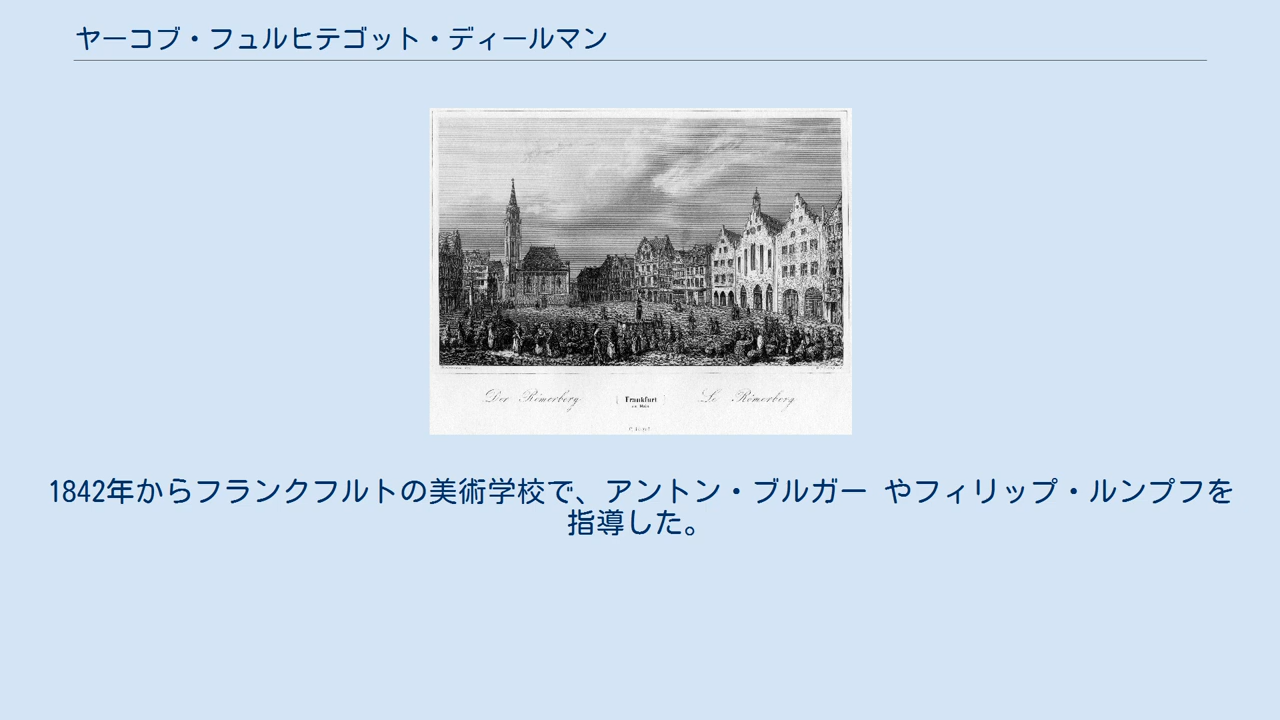 ヤーコブ・フュルヒテゴット・ディールマン
Der Römerberg
Frankfurt
Le Römerberg
1842年からフランクフルトの美術学校で、アントン・ブルガー やフィリップ・ルンプフを
指導した。